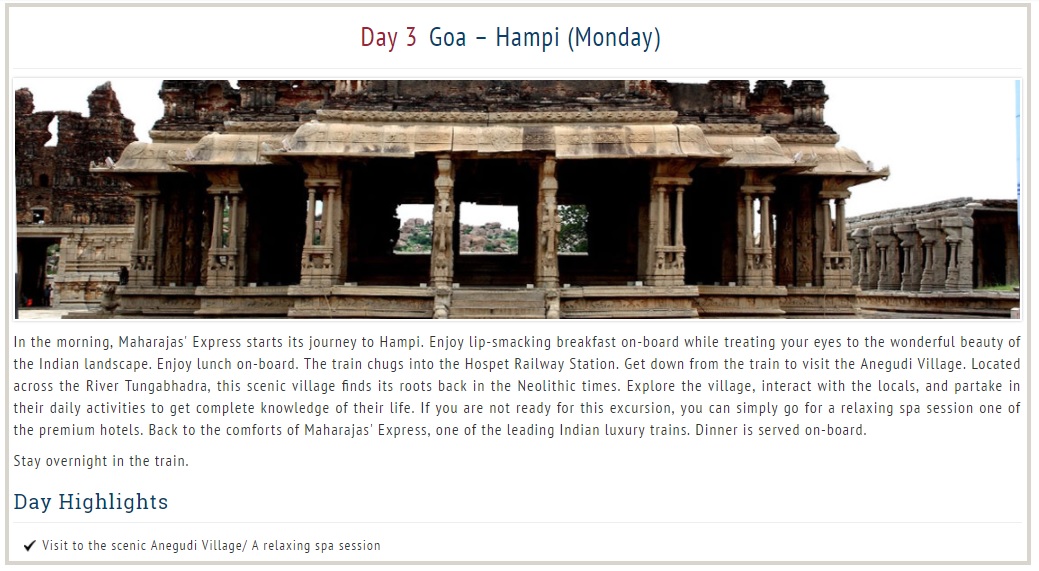 Day 3 Goa – Hampi (Monday)
In the morning, Maharajas' Express starts its journey to Hampi. Enjoy lip-smacking breakfast on-board while treating your eyes to the wonderful beauty of
the Indian landscape. Enjoy lunch on-board. The train chugs into the Hospet Railway Station. Get down from the train to visit the Anegudi Village. Located
across the River Tungabhadra, this scenic village finds its roots back in the Neolithic times. Explore the village, interact with the locals, and partake in
their daily activities to get complete knowledge of their life. If you are not ready for this excursion, you can simply go for a relaxing spa session one of
the premium hotels. Back to the comforts of Maharajas' Express, one of the leading Indian luxury trains. Dinner is served on-board.
Stay overnight in the train.
Day Highlights
Visit to the scenic Anegudi Village/ A relaxing spa session